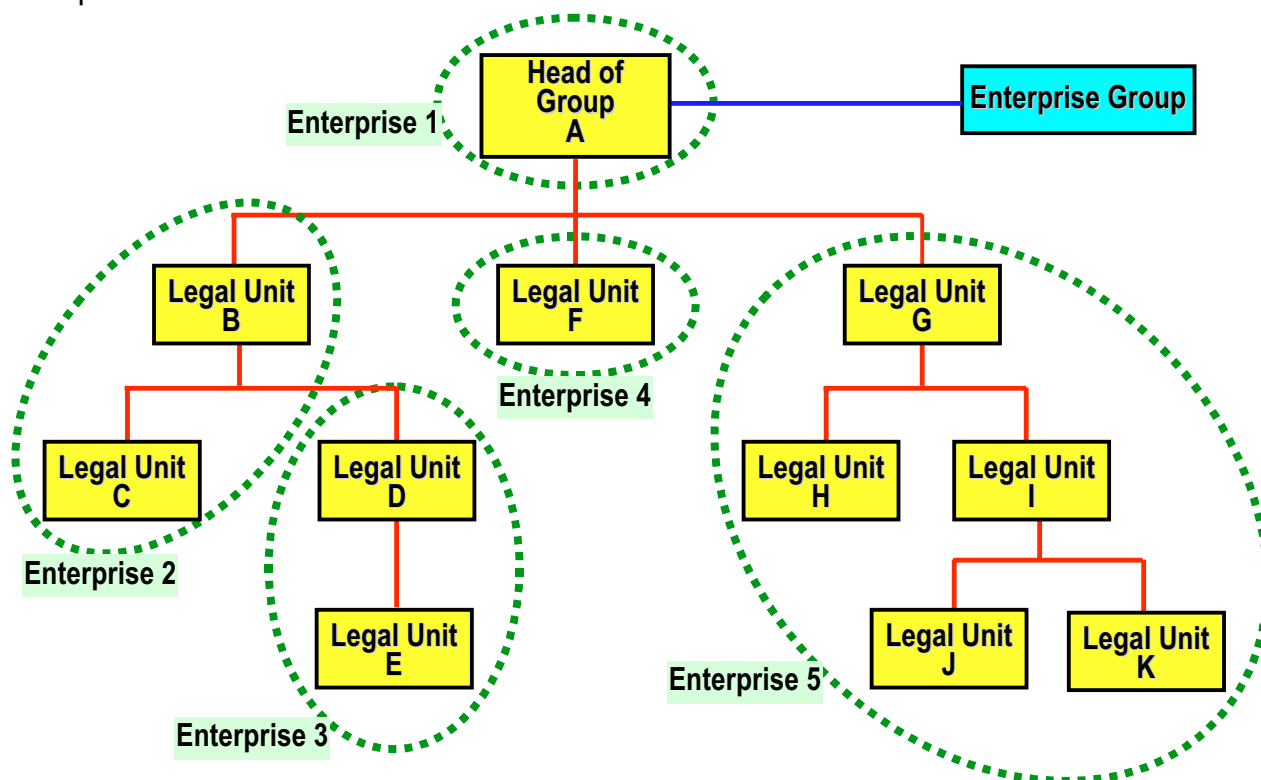 Head of
Group
A
Enterprise Group
Enterprise 1
Legal Unit
B
Legal Unit
F
Legal Unit
G
Enterprise 4
Legal Unit
C
Legal Unit
D
Legal Unit
H
Legal Unit
I
Enterprise 2
Legal Unit
E
Legal Unit
J
Legal Unit
K
Enterprise 5
Enterprise 3